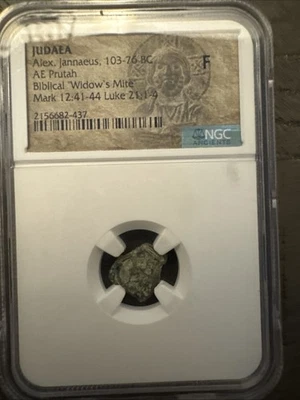 JUDAEA
Alex. Jannaeus, 103-76 BC F
AE Prutah
Biblical "Widow's Mite"
Mark 12:41-44 Luke 21:1-4
2156682-437
NGC
ANCIENTS